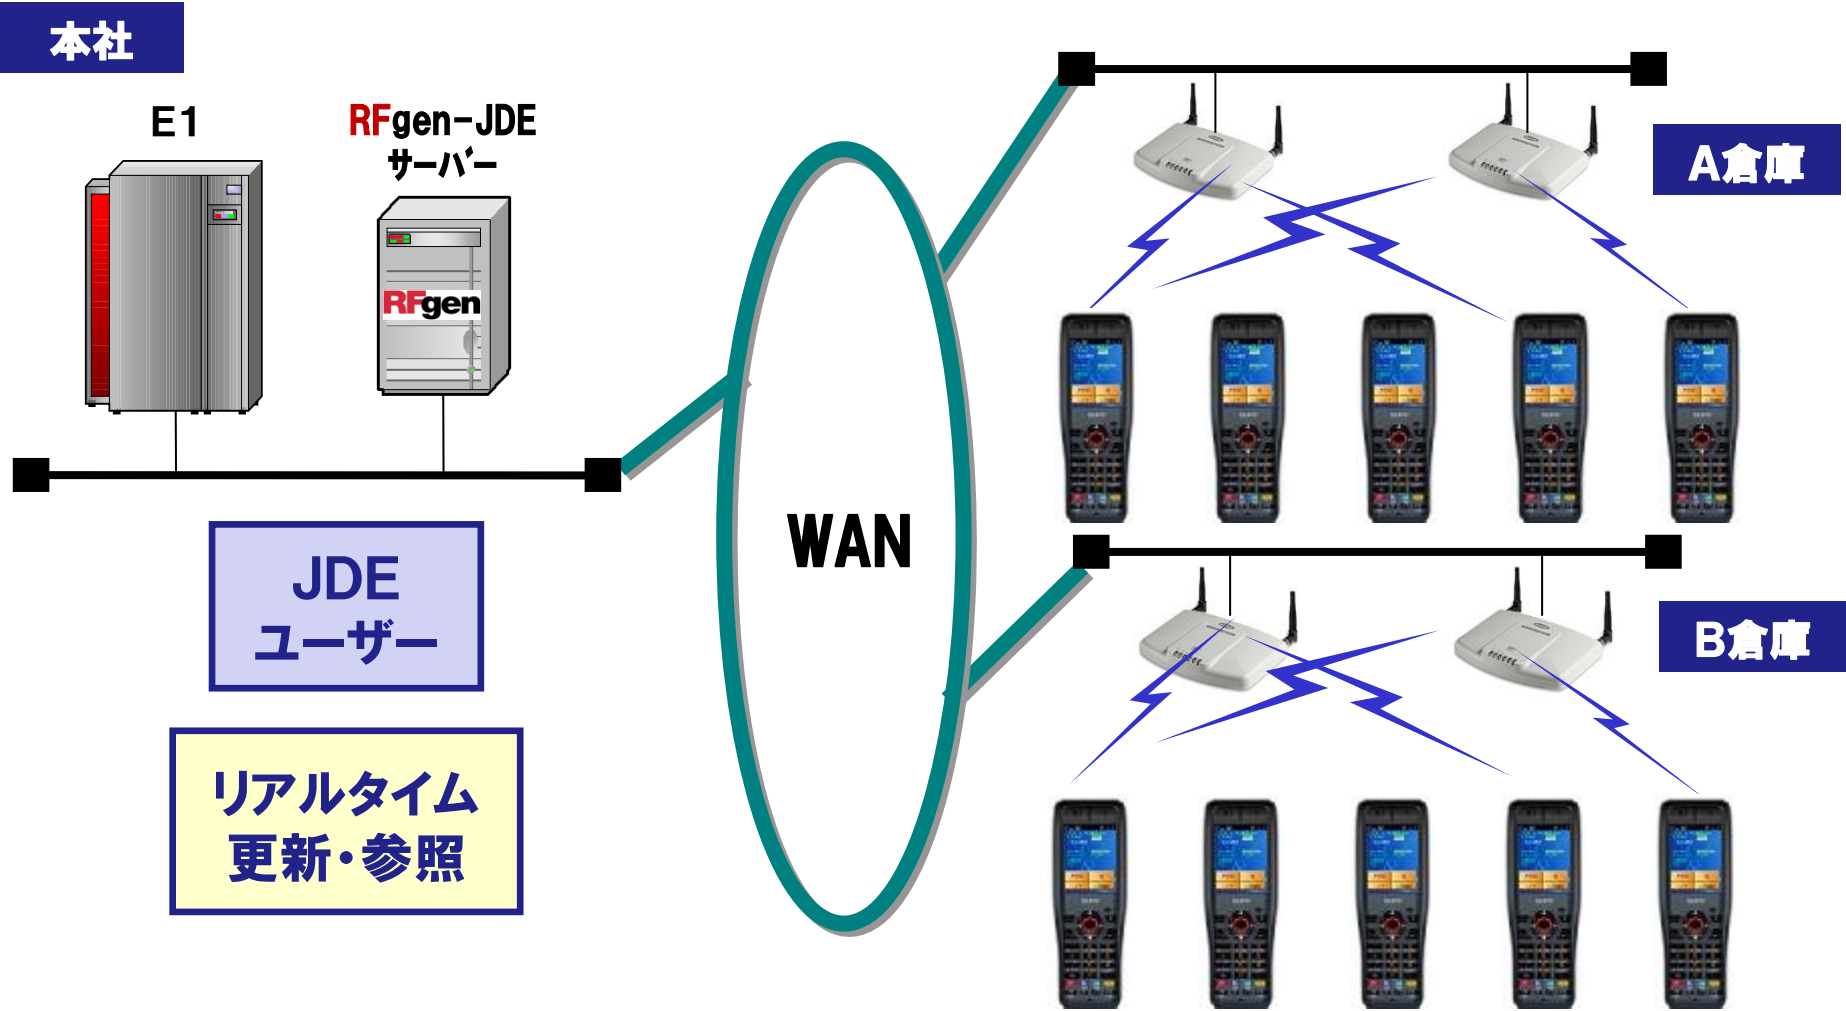 本社
E1
RFgen-JDE
サーバー
RFgen
JDE
ユーザー
リアルタイム
更新・参照
WAN
A倉庫
B倉庫